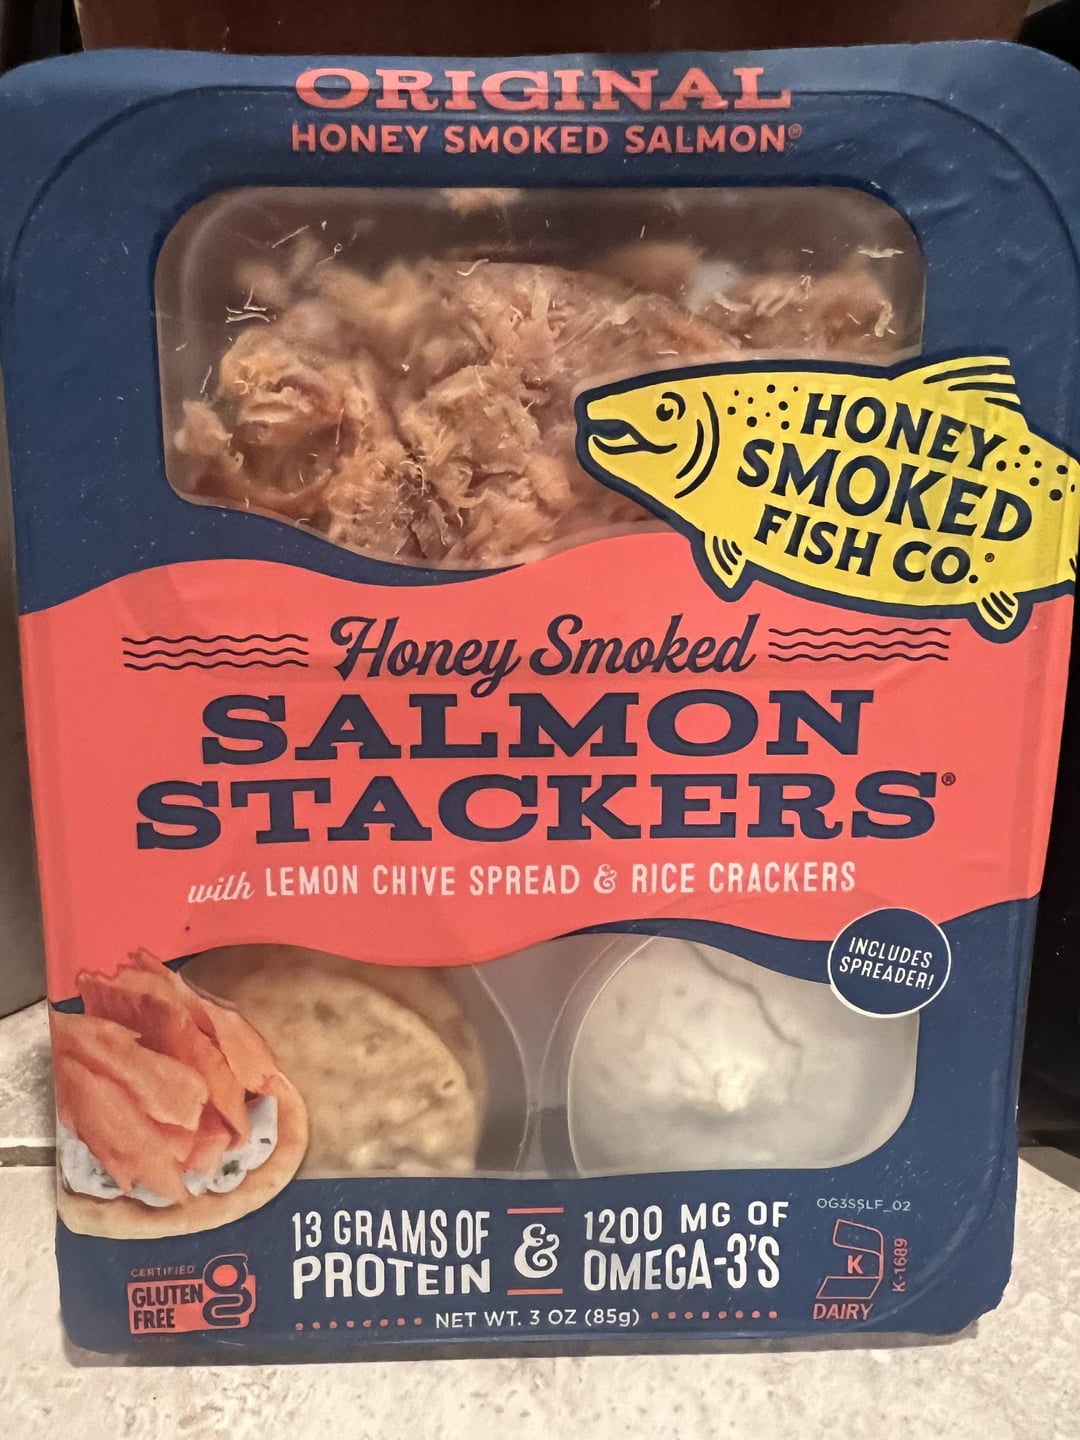 ORIGINAL
HONEY SMOKED SALMON®
HONEY
SMOKED
FISH CO.®
Honey Smoked
SALMON
STACKERS®
with LEMON CHIVE SPREAD & RICE CRACKERS
INCLUDES
SPREADER!
13 GRAMS OF
PROTEIN
&
1200 MG OF
OMEGA-3'S
NET WT. 3 OZ (85g)
CERTIFIED
GLUTEN
FREE
OG3SSLF_02
K
K-1689
DAIRY